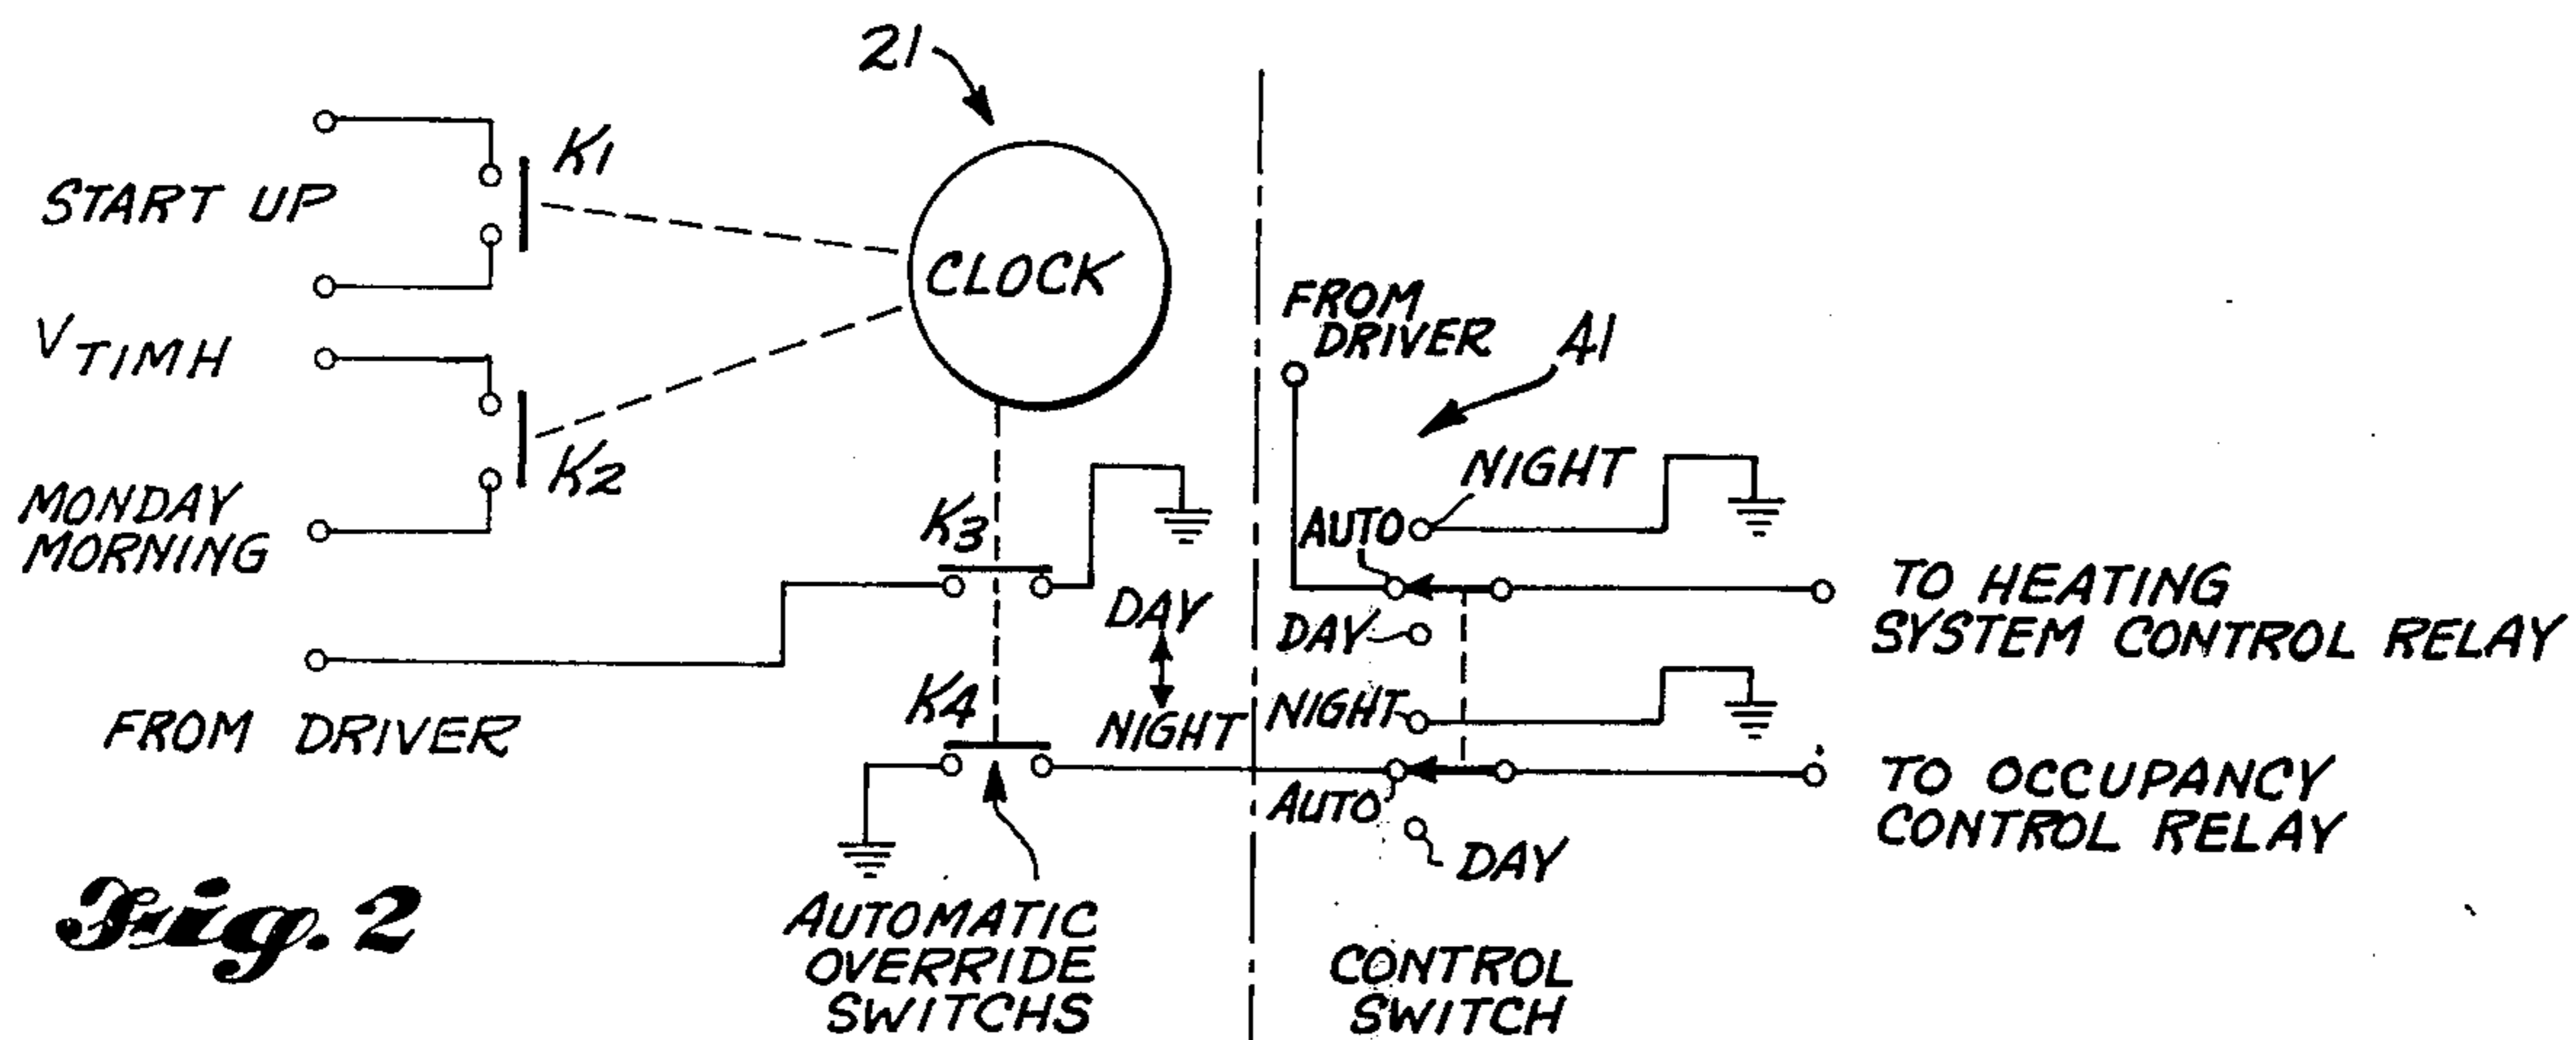 21
K1
START UP
CLOCK
V TIMH
K2
MONDAY
MORNING
FROM
DRIVER
41
NIGHT
AUTO
K3
DAY
DAY
TO HEATING
SYSTEM CONTROL RELAY
K4
NIGHT
NIGHT
FROM DRIVER
AUTO
DAY
TO OCCUPANCY
CONTROL RELAY
AUTOMATIC
OVERRIDE
SWITCHS
CONTROL
SWITCH
Fig. 2